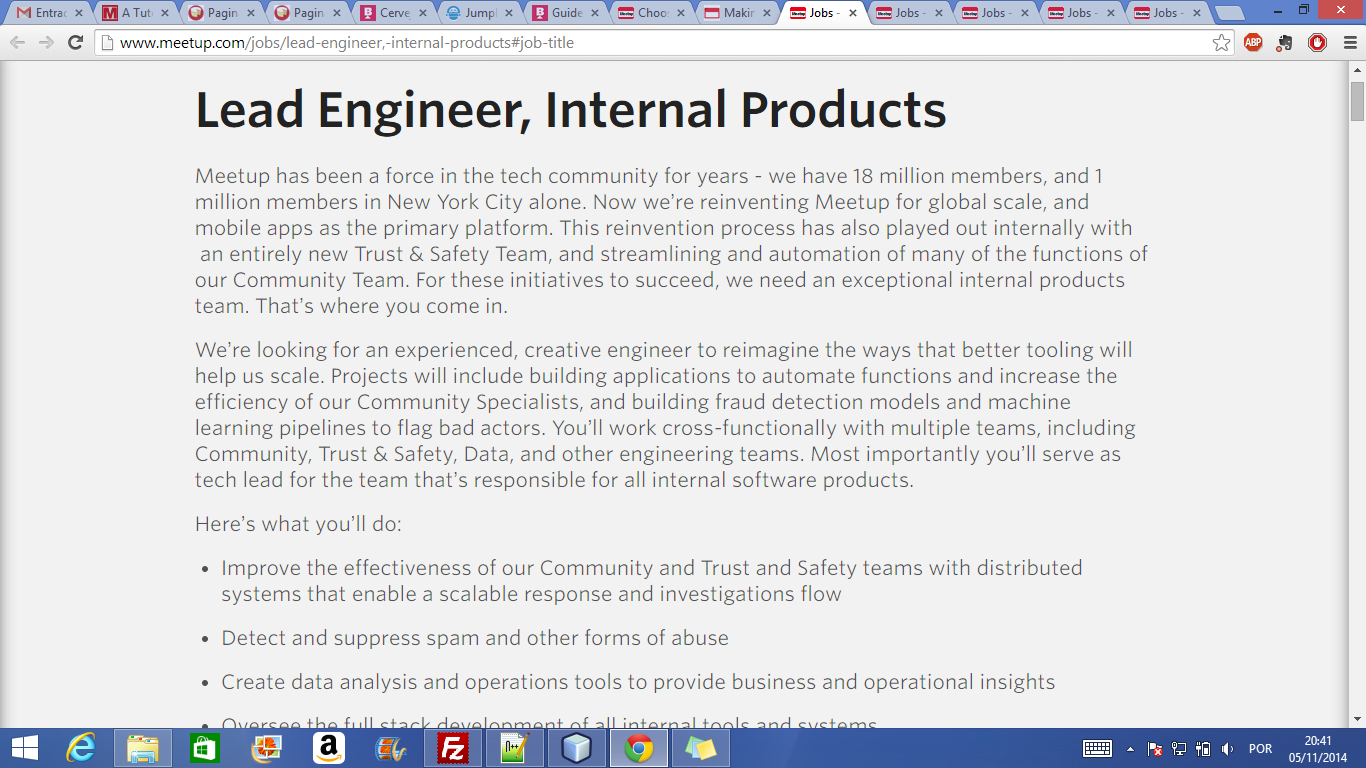 Entrac
A Tuto
Pagin
Pagin
Cerve
Jumpl
Guide
Choo
Makin
Jobs -
Jobs -
Jobs -
Jobs -
Jobs -
www.meetup.com/jobs/lead-engineer,-internal-products#job-title
ABP
Lead Engineer, Internal Products
Meetup has been a force in the tech community for years - we have 18 million members, and 1
million members in New York City alone. Now we're reinventing Meetup for global scale, and
mobile apps as the primary platform. This reinvention process has also played out internally with
an entirely new Trust & Safety Team, and streamlining and automation of many of the functions of
our Community Team. For these initiatives to succeed, we need an exceptional internal products
team. That's where you come in.
We're looking for an experienced, creative engineer to reimagine the ways that better tooling will
help us scale. Projects will include building applications to automate functions and increase the
efficiency of our Community Specialists, and building fraud detection models and machine
learning pipelines to flag bad actors. You'll work cross-functionally with multiple teams, including
Community, Trust & Safety, Data, and other engineering teams. Most importantly you'll serve as
tech lead for the team that's responsible for all internal software products.
Here's what you'll do:
• Improve the effectiveness of our Community and Trust and Safety teams with distributed
systems that enable a scalable response and investigations flow
• Detect and suppress spam and other forms of abuse
• Create data analysis and operations tools to provide business and operational insights
• Oversee the full stack development of all internal tools and systems
POR
20:41
05/11/2014